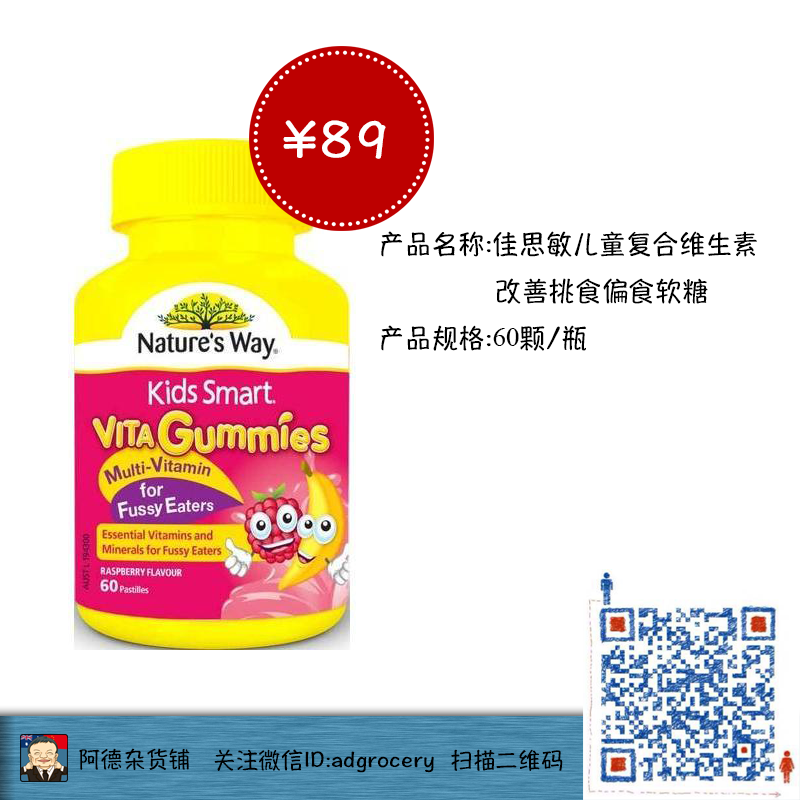 ¥89
产品名称:佳思敏儿童复合维生素
改善挑食偏食软糖
产品规格:60颗/瓶
Nature's Way®
Kids Smart®
VITA Gummies
Multi-Vitamin
for
Fussy Eaters
Essential Vitamins and
Minerals for Fussy Eaters
RASPBERRY FLAVOUR
60 Pastilles
AUST L 194300
阿德杂货铺 关注微信ID:adgrocery 扫描二维码